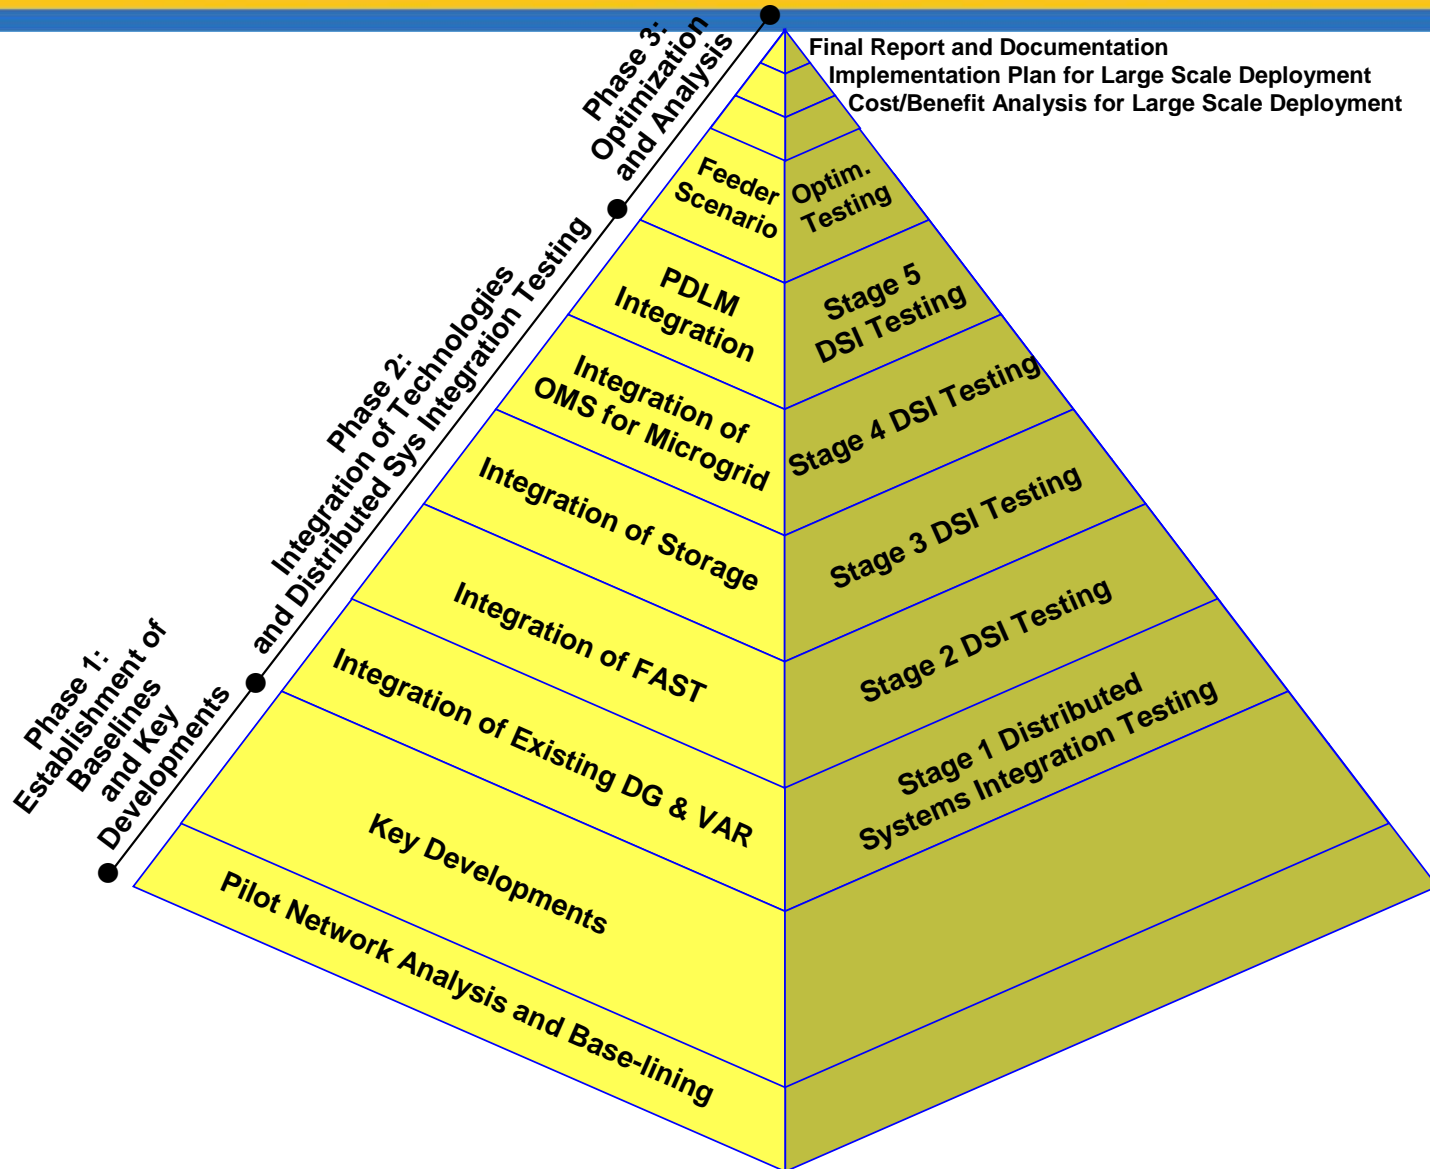 Final Report and Documentation
Implementation Plan for Large Scale Deployment
Cost/Benefit Analysis for Large Scale Deployment
Phase 3:
Optimization
and Analysis
Feeder
Scenario
Optim.
Testing
Phase 2:
Integration of Technologies
and Distributed Sys Integration Testing
PDLM
Integration
Stage 5
DSI Testing
Integration of
OMS for Microgrid
Stage 4 DSI Testing
Integration of Storage
Stage 3 DSI Testing
Integration of FAST
Stage 2 DSI Testing
Integration of Existing DG & VAR
Stage 1 Distributed
Systems Integration Testing
Phase 1:
Establishment of
Baselines
and Key
Developments
Key Developments
Pilot Network Analysis and Base-lining